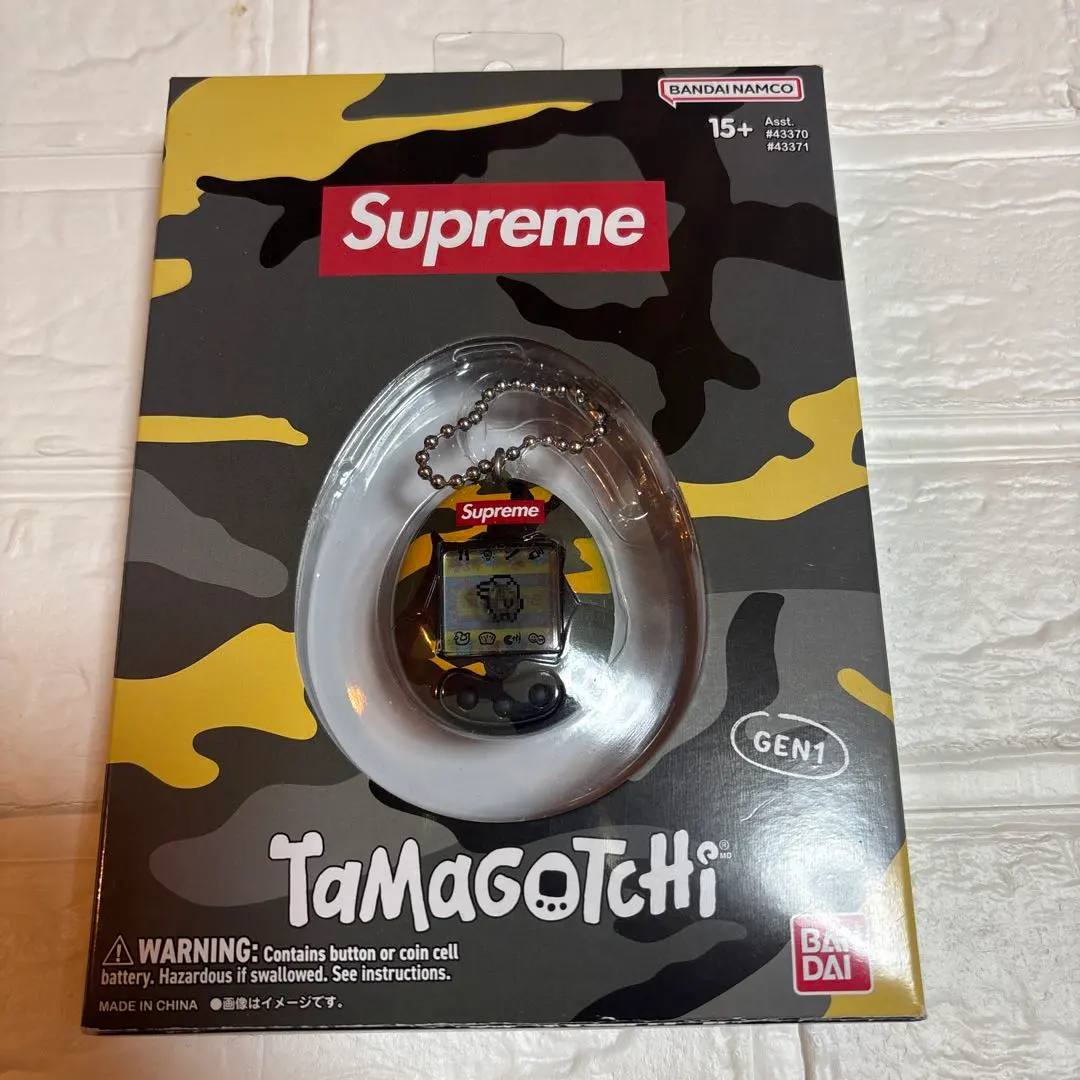 BANDAI NAMCO
15+
Asst.
#43370
#43371
Supreme
Supreme
GEN1
TaMaGoTcHi®
MD
⚠ WARNING: Contains button or coin cell
battery. Hazardous if swallowed. See instructions.
MADE IN CHINA ●画像はイメージです。
BAN
DAI